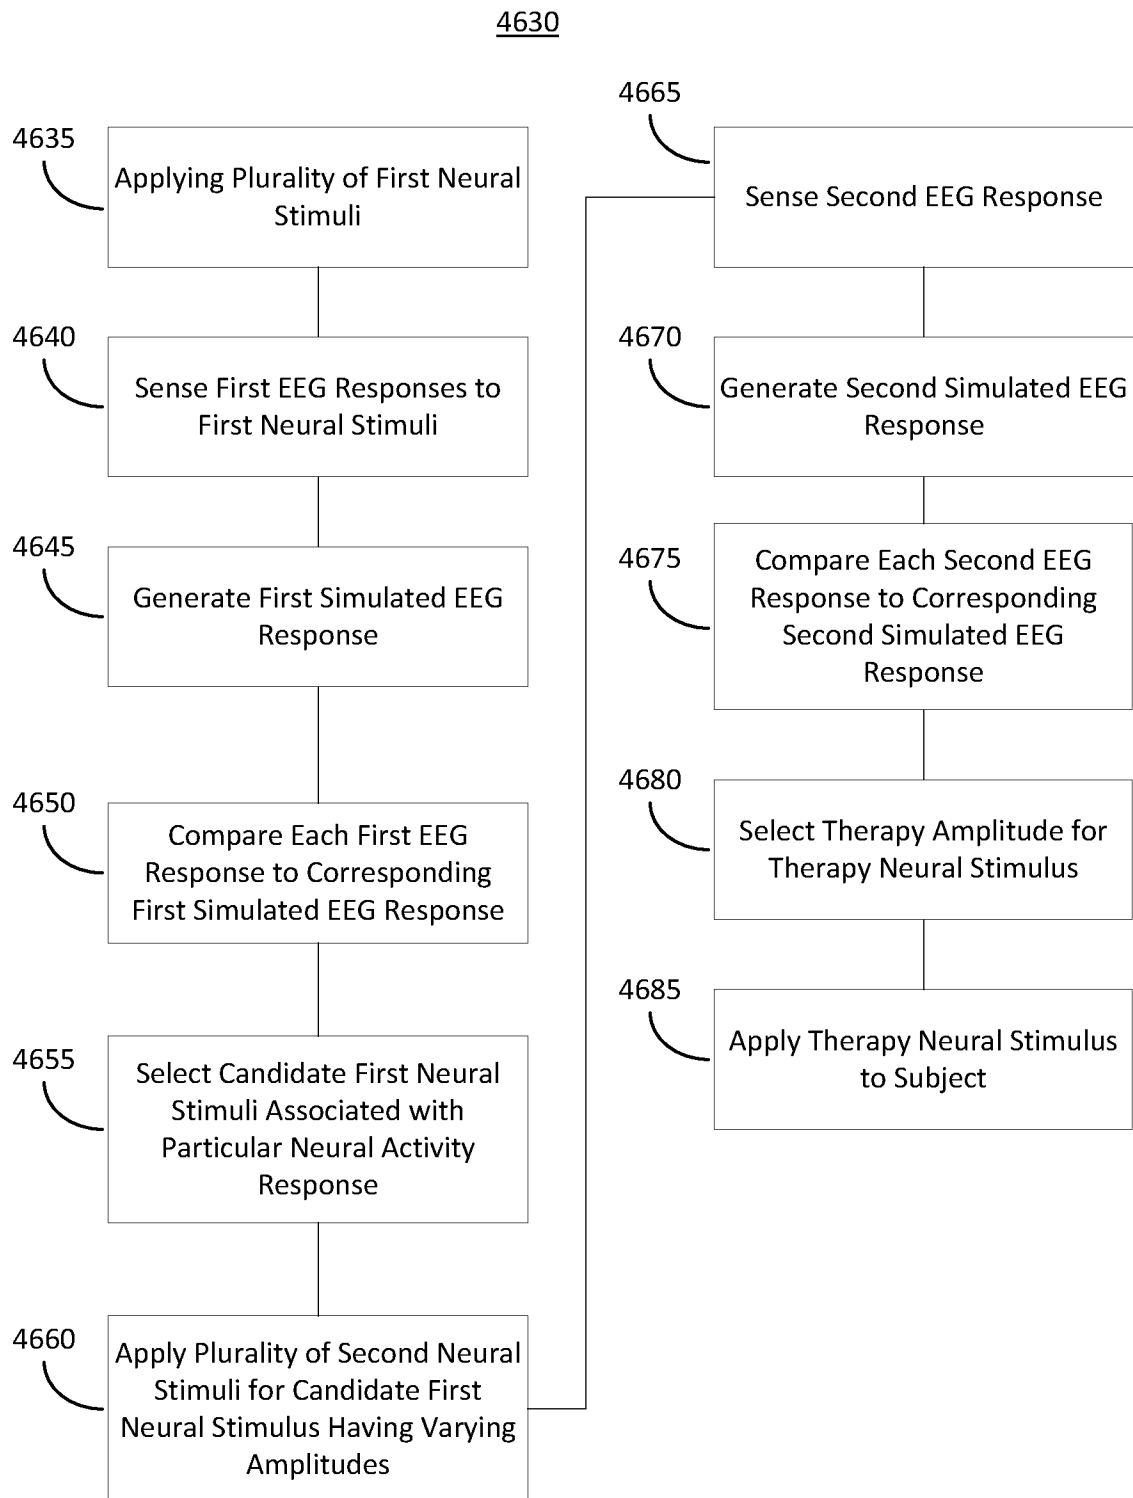 4630
4635
Applying Plurality of First Neural
Stimuli
4640
Sense First EEG Responses to
First Neural Stimuli
4645
Generate First Simulated EEG
Response
4650
Compare Each First EEG
Response to Corresponding
First Simulated EEG Response
4655
Select Candidate First Neural
Stimuli Associated with
Particular Neural Activity
Response
4660
Apply Plurality of Second Neural
Stimuli for Candidate First
Neural Stimulus Having Varying
Amplitudes
4665
Sense Second EEG Response
4670
Generate Second Simulated EEG
Response
4675
Compare Each Second EEG
Response to Corresponding
Second Simulated EEG
Response
4680
Select Therapy Amplitude for
Therapy Neural Stimulus
4685
Apply Therapy Neural Stimulus
to Subject